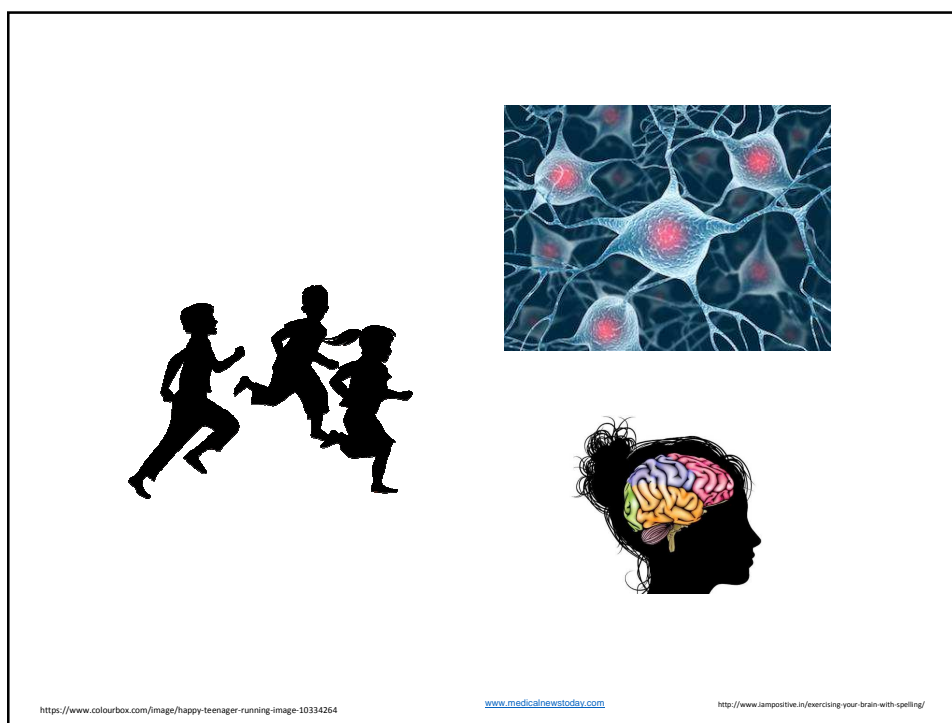 https://www.colourbox.com/image/happy-teenager-running-image-10334264
www.medicalnewstoday.com
http://www.iampositive.in/exercising-your-brain-with-spelling/